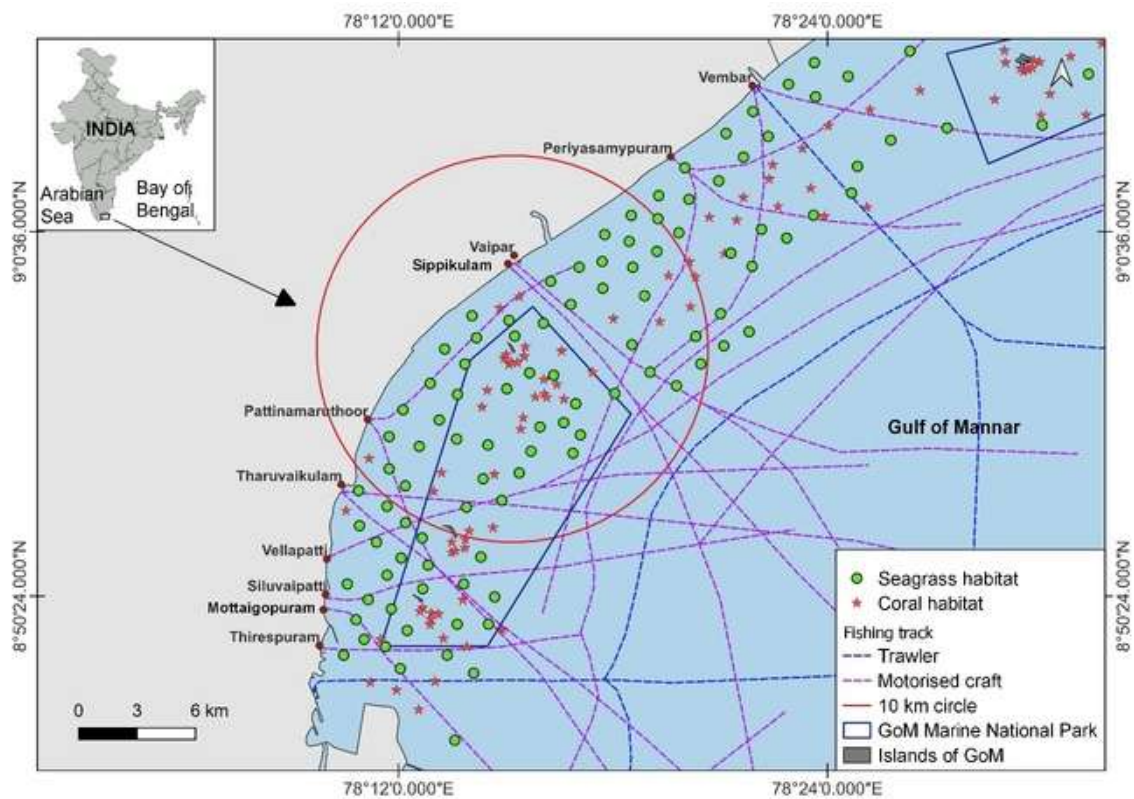 78°12'0.000"E
78°24'0.000"E
INDIA
Arabian
Sea
Bay of
Bengal
Vembar
Periyasamypuram
9°0'36.000"N
9°0'36.000"N
Vaipar
Sippikulam
Pattinamaruthoor
Gulf of Mannar
Tharuvaikulam
Vellapatti
Siluvaipatti
Mottaigopuram
Thirespuram
8°50'24.000"N
8°50'24.000"N
Seagrass habitat
Coral habitat
Fishing track
Trawler
Motorised craft
10 km circle
GoM Marine National Park
Islands of GoM
0 3 6 km
78°12'0.000"E
78°24'0.000"E